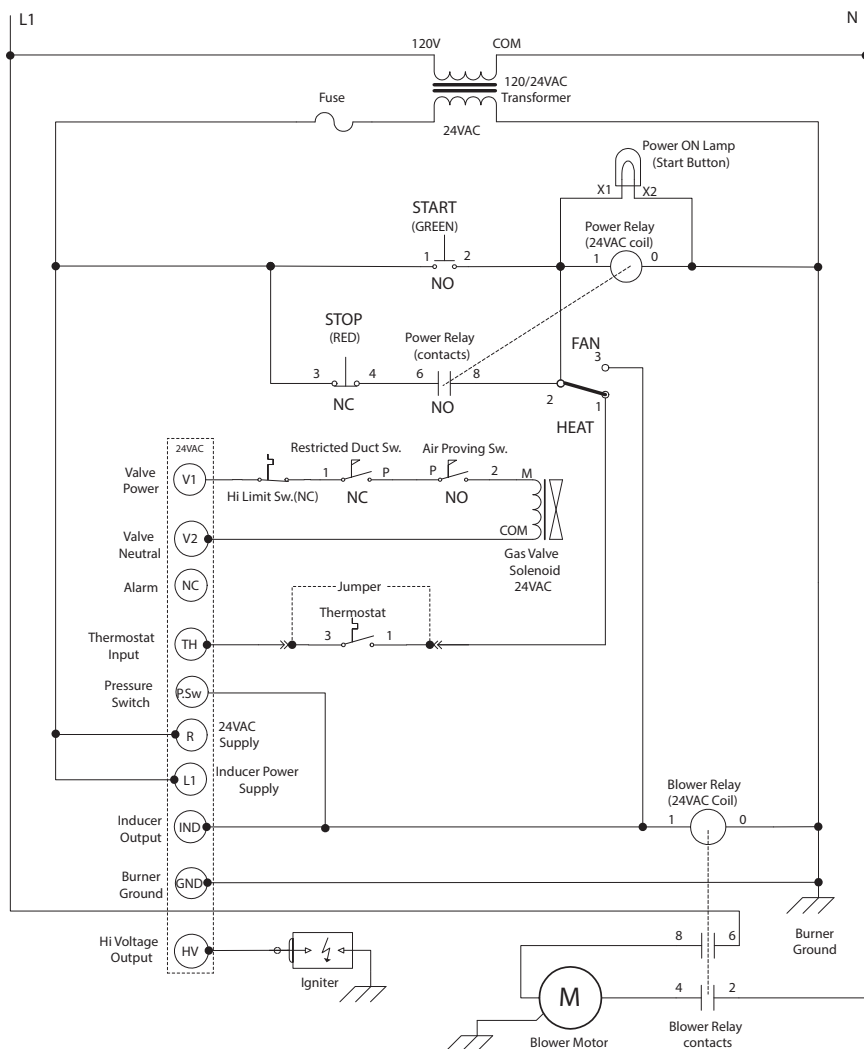 L1
N
120V
COM
120/24VAC
Transformer
Fuse
24VAC
Power ON Lamp
(Start Button)
X1
X2
START
(GREEN)
Power Relay
(24VAC coil)
1
2
1
0
NO
STOP
(RED)
Power Relay
(contacts)
FAN
3
3
4
6
8
2
1
NC
NO
HEAT
24VAC
Restricted Duct Sw.
Air Proving Sw.
Valve
Power
V1
1
P
P
2
M
Hi Limit Sw.(NC)
NC
NO
Valve
Neutral
V2
COM
Gas Valve
Solenoid
24VAC
Alarm
NC
Jumper
Thermostat
Thermostat
Input
TH
3
1
Pressure
Switch
P.Sw
R
24VAC
Supply
L1
Inducer Power
Supply
Blower Relay
(24VAC Coil)
Inducer
Output
IND
1
0
Burner
Ground
GND
Burner
Ground
Hi Voltage
Output
HV
8
6
Igniter
4
2
M
Blower Motor
Blower Relay
contacts